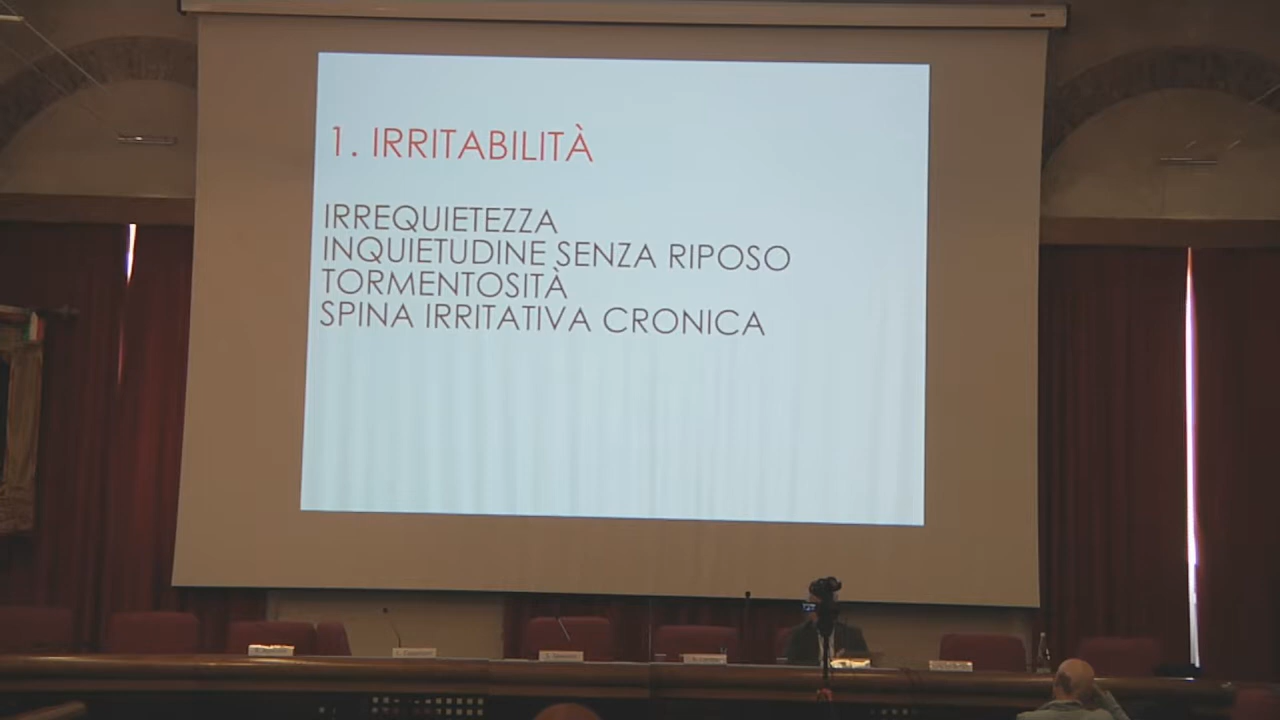 1. IRRITABILITÀ
IRREQUIETEZZA
INQUIETUDINE SENZA RIPOSO
TORMENTOSITÀ
SPINA IRRITATIVA CRONICA